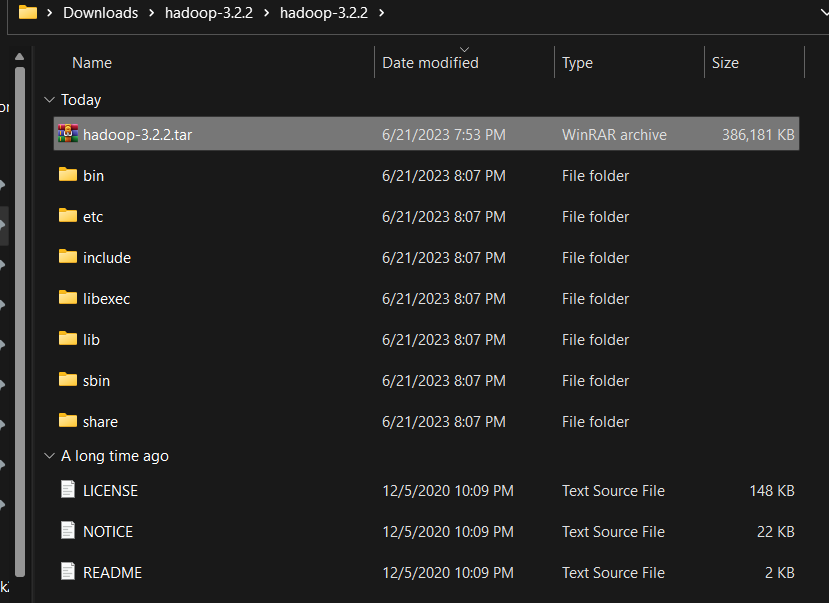 Downloads > hadoop-3.2.2 > hadoop-3.2.2 >
Name Date modified Type Size
Today
hadoop-3.2.2.tar 6/21/2023 7:53 PM WinRAR archive 386,181 KB
bin 6/21/2023 8:07 PM File folder
etc 6/21/2023 8:07 PM File folder
include 6/21/2023 8:07 PM File folder
libexec 6/21/2023 8:07 PM File folder
lib 6/21/2023 8:07 PM File folder
sbin 6/21/2023 8:07 PM File folder
share 6/21/2023 8:07 PM File folder
A long time ago
LICENSE 12/5/2020 10:09 PM Text Source File 148 KB
NOTICE 12/5/2020 10:09 PM Text Source File 22 KB
README 12/5/2020 10:09 PM Text Source File 2 KB